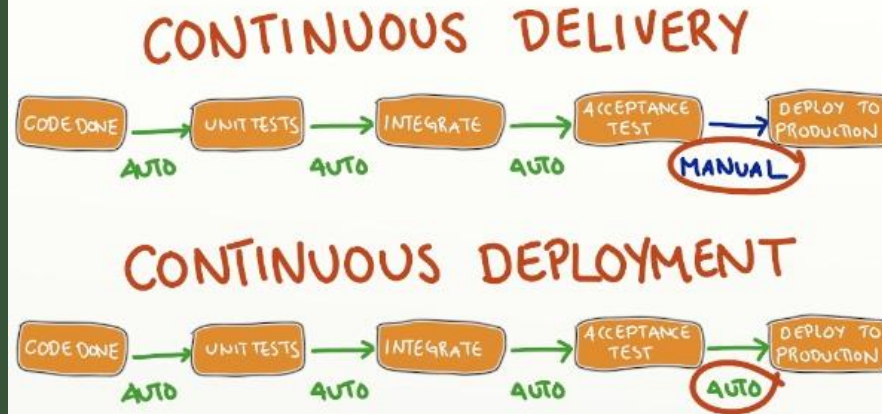 CONTINUOUS DELIVERY
CODE DONE
UNIT TESTS
INTEGRATE
ACCEPTANCE
TEST
DEPLOY TO
PRODUCTION
AUTO
AUTO
AUTO
MANUAL
CONTINUOUS DEPLOYMENT
CODE DONE
UNIT TESTS
INTEGRATE
ACCEPTANCE
TEST
DEPLOY TO
PRODUCTION
AUTO
AUTO
AUTO
AUTO